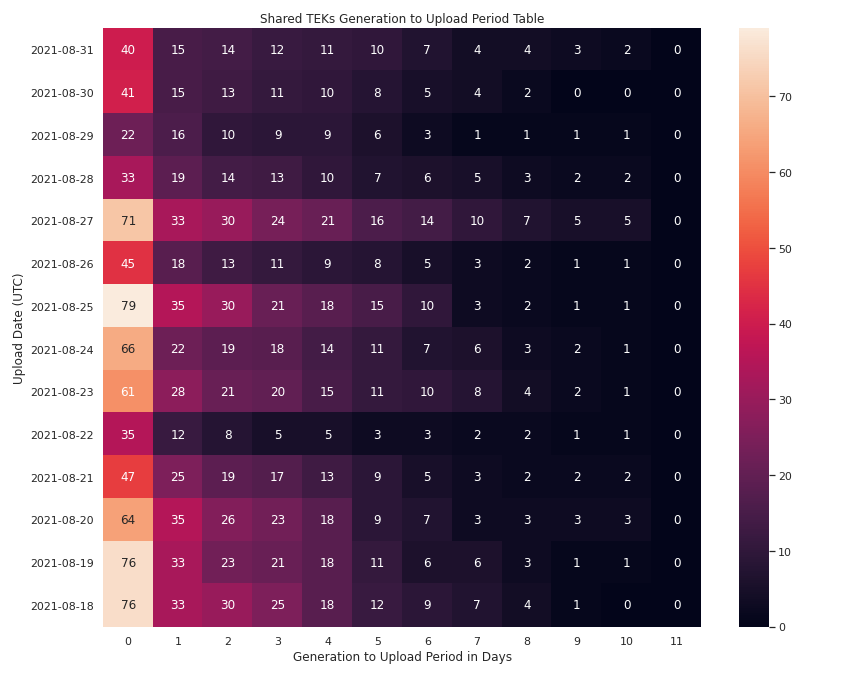 Shared TEKs Generation to Upload Period Table
Upload Date (UTC)
2021-08-31 40 15 14 12 11 10 7 4 4 3 2 0
2021-08-30 41 15 13 11 10 8 5 4 2 0 0 0
2021-08-29 22 16 10 9 9 6 3 1 1 1 1 0
2021-08-28 33 19 14 13 10 7 6 5 3 2 2 0
2021-08-27 71 33 30 24 21 16 14 10 7 5 5 0
2021-08-26 45 18 13 11 9 8 5 3 2 1 1 0
2021-08-25 79 35 30 21 18 15 10 3 2 1 1 0
2021-08-24 66 22 19 18 14 11 7 6 3 2 1 0
2021-08-23 61 28 21 20 15 11 10 8 4 2 1 0
2021-08-22 35 12 8 5 5 3 3 2 2 1 1 0
2021-08-21 47 25 19 17 13 9 5 3 2 2 2 0
2021-08-20 64 35 26 23 18 9 7 3 3 3 3 0
2021-08-19 76 33 23 21 18 11 6 6 3 1 1 0
2021-08-18 76 33 30 25 18 12 9 7 4 1 0 0
0 1 2 3 4 5 6 7 8 9 10 11
Generation to Upload Period in Days
70
60
50
40
30
20
10
0